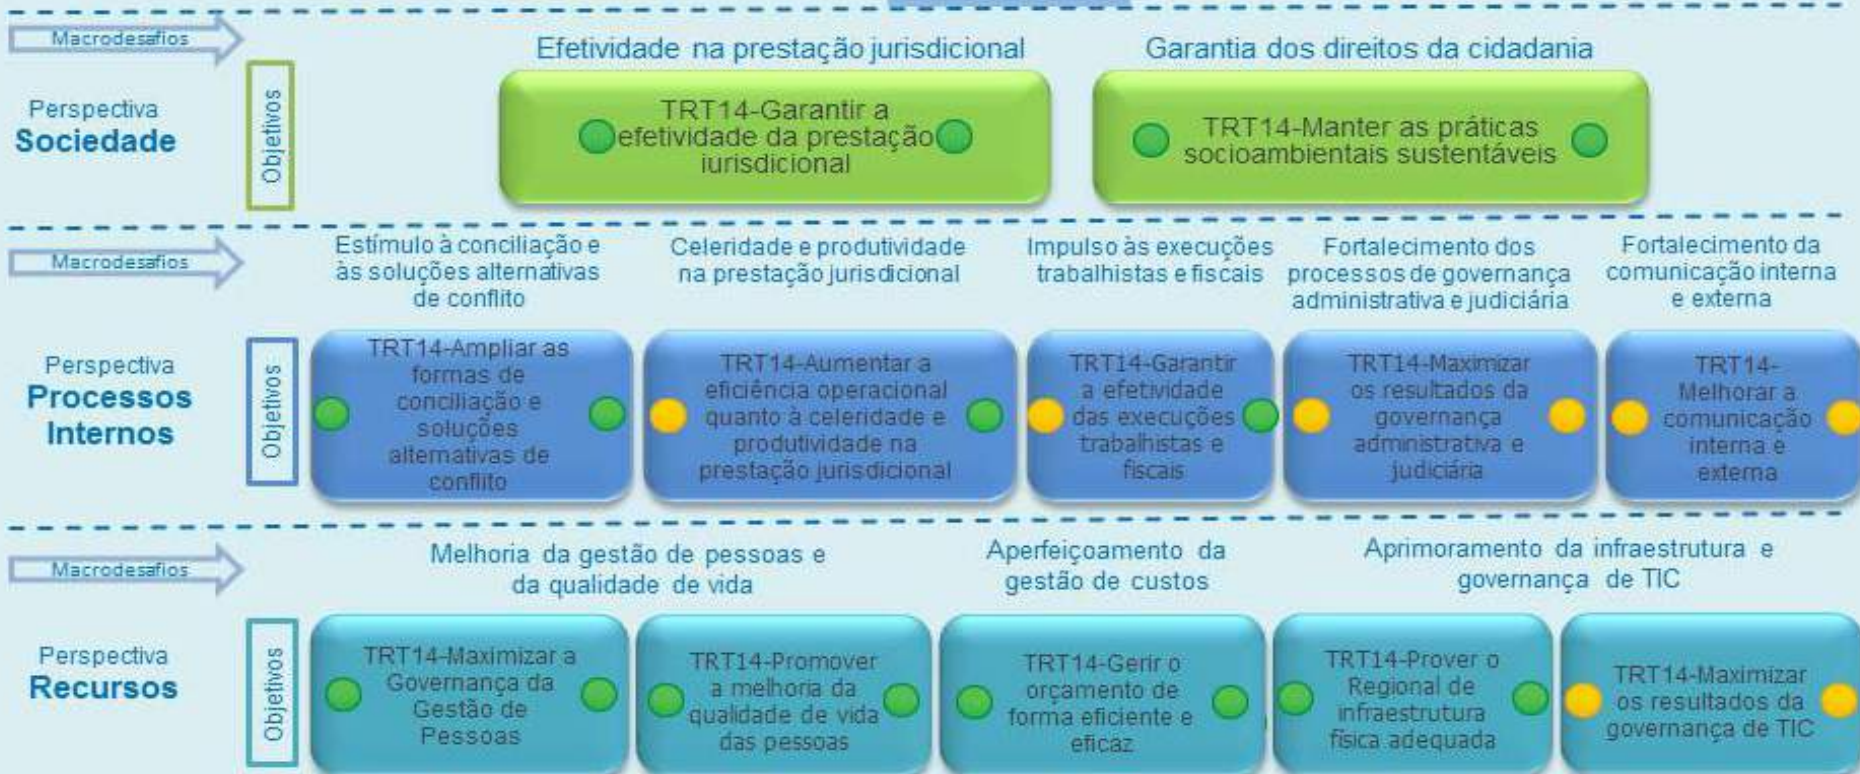 Macrodesafios
Efetividade na prestação jurisdicional
Garantia dos direitos da cidadania
Perspectiva
Sociedade
Objetivos
TRT14-Garantir a
efetividade da prestação
jurisdicional
TRT14-Manter as práticas
socioambientais sustentáveis
Macrodesafios
Estímulo à conciliação e
às soluções alternativas
de conflito
Celeridade e produtividade
na prestação jurisdicional
Impulso às execuções
trabalhistas e fiscais
Fortalecimento dos
processos de governança
administrativa e judiciária
Fortalecimento da
comunicação interna
e externa
Perspectiva
Processos
Internos
Objetivos
TRT14-Ampliar as
formas de
conciliação e
soluções
alternativas de
conflito
TRT14-Aumentar a
eficiência operacional
quanto à celeridade e
produtividade na
prestação jurisdicional
TRT14-Garantir
a efetividade
das execuções
trabalhistas e
fiscais
TRT14-Maximizar
os resultados da
governança
administrativa e
judiciária
TRT14-
Melhorar a
comunicação
interna e
externa
Macrodesafios
Melhoria da gestão de pessoas e
da qualidade de vida
Aperfeiçoamento da
gestão de custos
Aprimoramento da infraestrutura e
governança de TIC
Perspectiva
Recursos
Objetivos
TRT14-Maximizar a
Governança da
Gestão de
Pessoas
TRT14-Promover
a melhoria da
qualidade de vida
das pessoas
TRT14-Gerir o
orçamento de
forma eficiente e
eficaz
TRT14-Prover o
Regional de
infraestrutura
física adequada
TRT14-Maximizar
os resultados da
governança de TIC